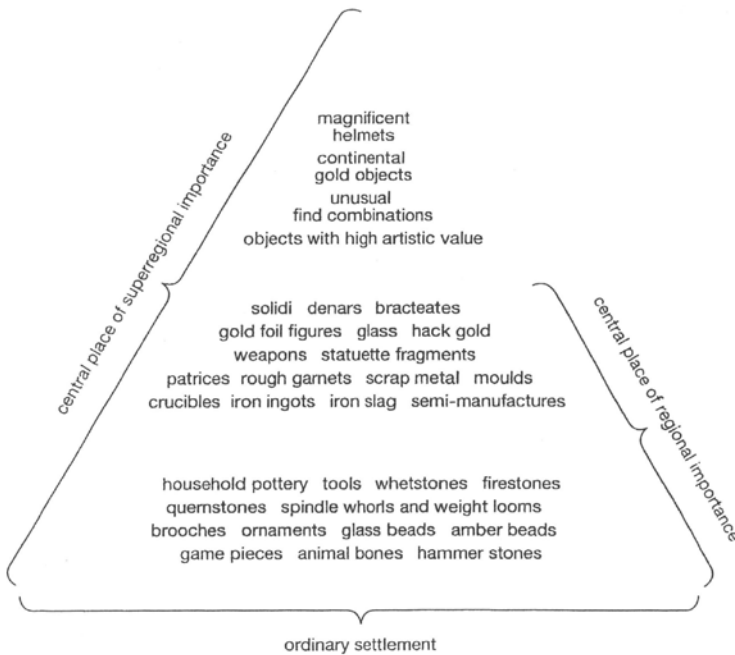 magnificent
helmets
continental
gold objects
unusual
find combinations
objects with high artistic value
central place of superregional importance
solidi denars bracteates
gold foil figures glass hack gold
weapons statuette fragments
patrices rough garnets scrap metal moulds
crucibles iron ingots iron slag semi-manufactures
central place of regional importance
household pottery tools whetstones firestones
quernstones spindle whorls and weight looms
brooches ornaments glass beads amber beads
game pieces animal bones hammer stones
ordinary settlement